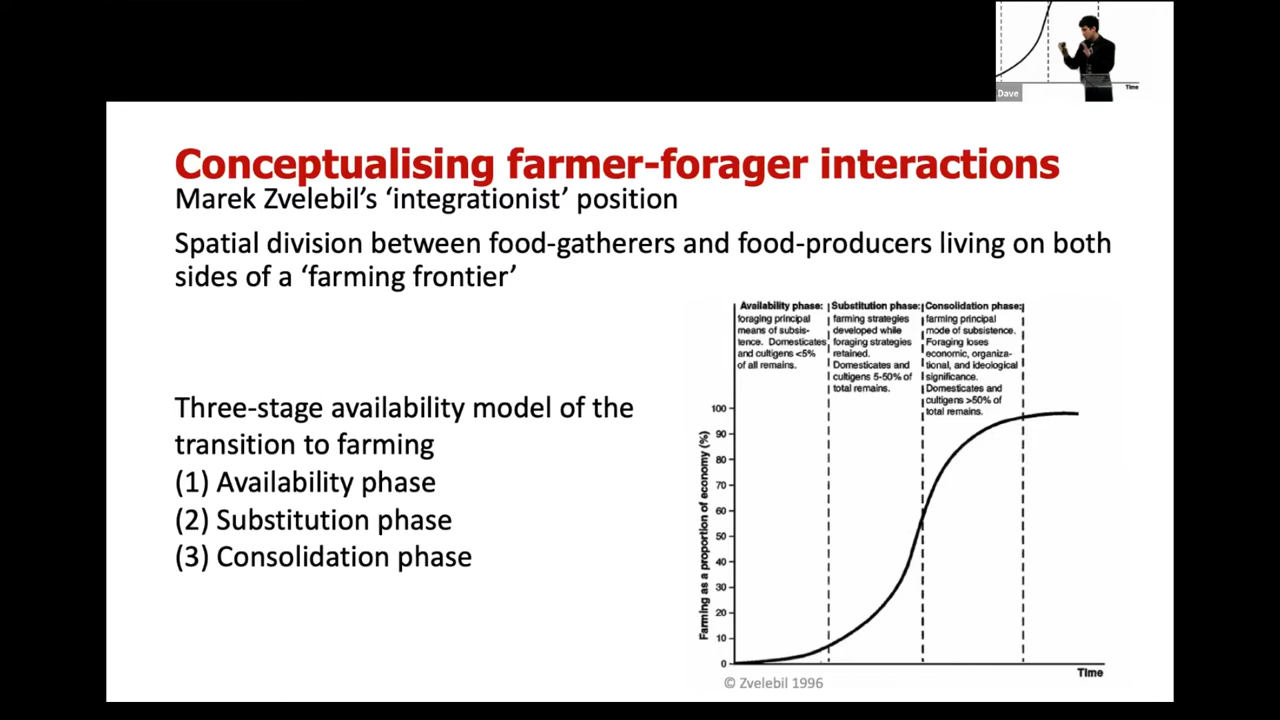 Dave
Time
Conceptualising farmer-forager interactions
Marek Zvelebil's 'integrationist' position
Spatial division between food-gatherers and food-producers living on both
sides of a 'farming frontier'
Three-stage availability model of the
transition to farming
(1) Availability phase
(2) Substitution phase
(3) Consolidation phase
Availability phase:
foraging principal
means of subsis-
tence. Domesticates
and cultigens <5%
of all remains.
Substitution phase:
farming strategies
developed while
foraging strategies
retained.
Domesticates and
cultigens 5-50% of
total remains.
Consolidation phase:
farming principal
mode of subsistence.
Foraging loses
economic, organiza-
tional, and ideological
significance.
Domesticates and
cultigens >50% of
total remains.
Farming as a proportion of economy (%)
100
90
80
70
60
50
40
30
20
10
0
Time
© Zvelebil 1996